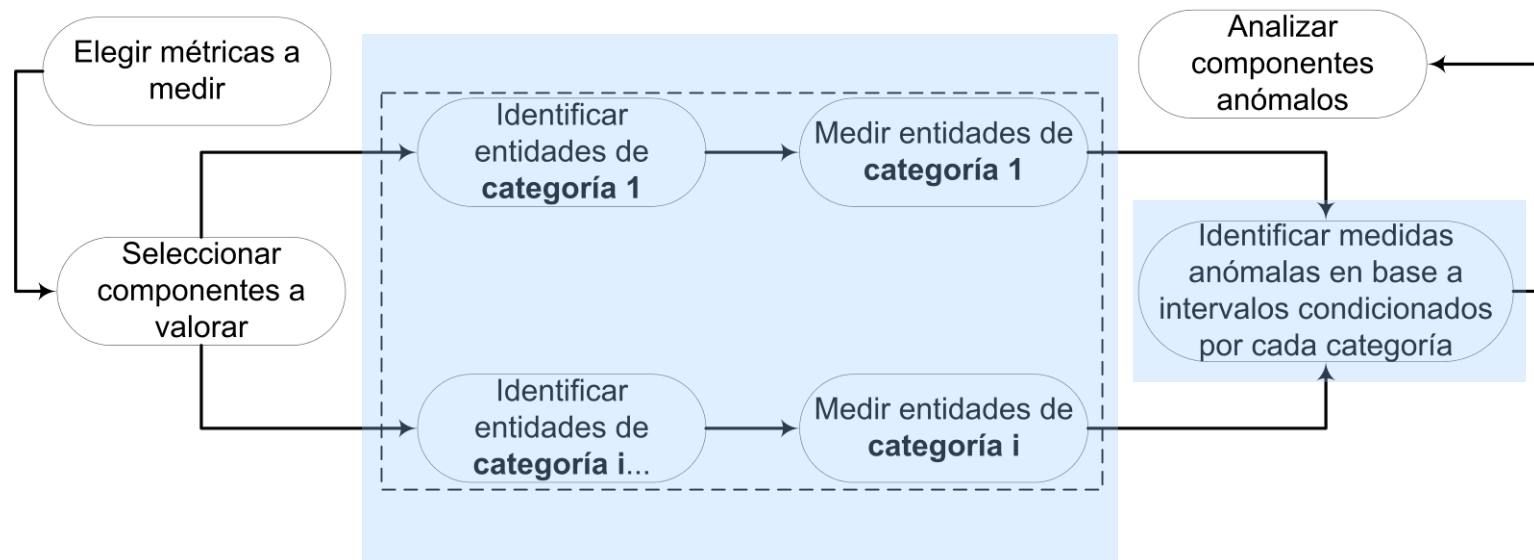 Elegir métricas a
medir
Seleccionar
componentes a
valorar
Identificar
entidades de
categoría 1
Medir entidades de
categoría 1
Identificar
entidades de
categoría i...
Medir entidades de
categoría i
Identificar medidas
anómalas en base a
intervalos condicionados
por cada categoría
Analizar
componentes
anómalos